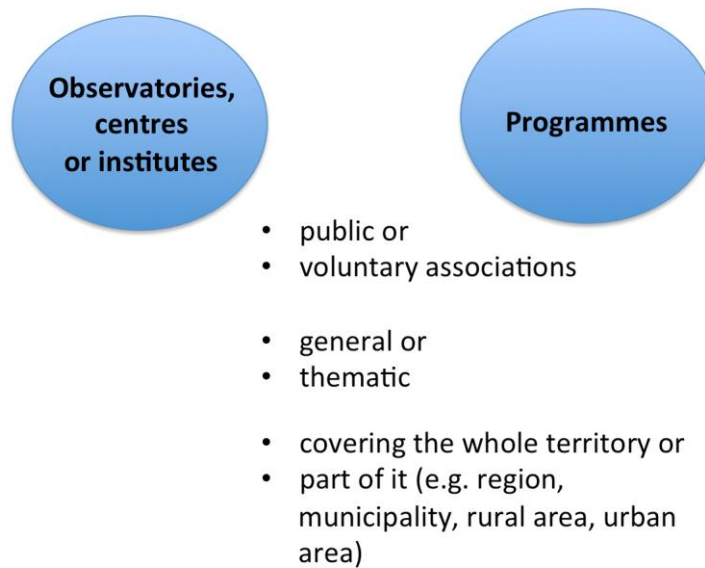 Observatories,
centres
or institutes
Programmes
• public or
• voluntary associations
• general or
• thematic
• covering the whole territory or
• part of it (e.g. region,
municipality, rural area, urban
area)